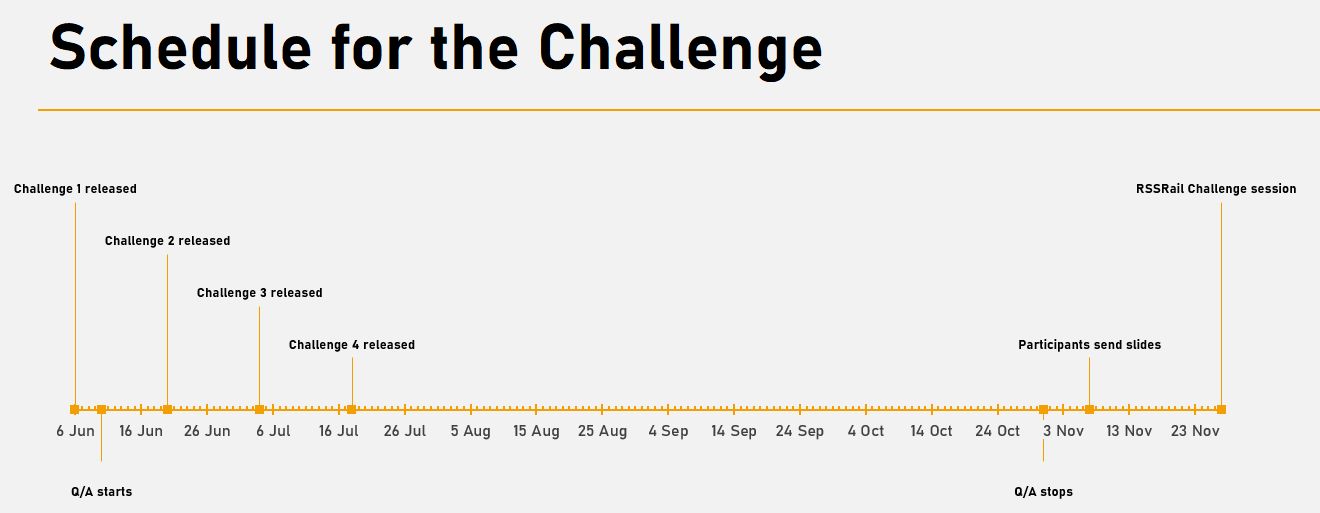 Schedule for the Challenge
Challenge 1 released
RSSRail Challenge session
Challenge 2 released
Challenge 3 released
Challenge 4 released
Participants send slides
6 Jun 16 Jun 26 Jun 6 Jul 16 Jul 26 Jul 5 Aug 15 Aug 25 Aug 4 Sep 14 Sep 24 Sep 4 Oct 14 Oct 24 Oct 3 Nov 13 Nov 23 Nov
Q/A starts
Q/A stops